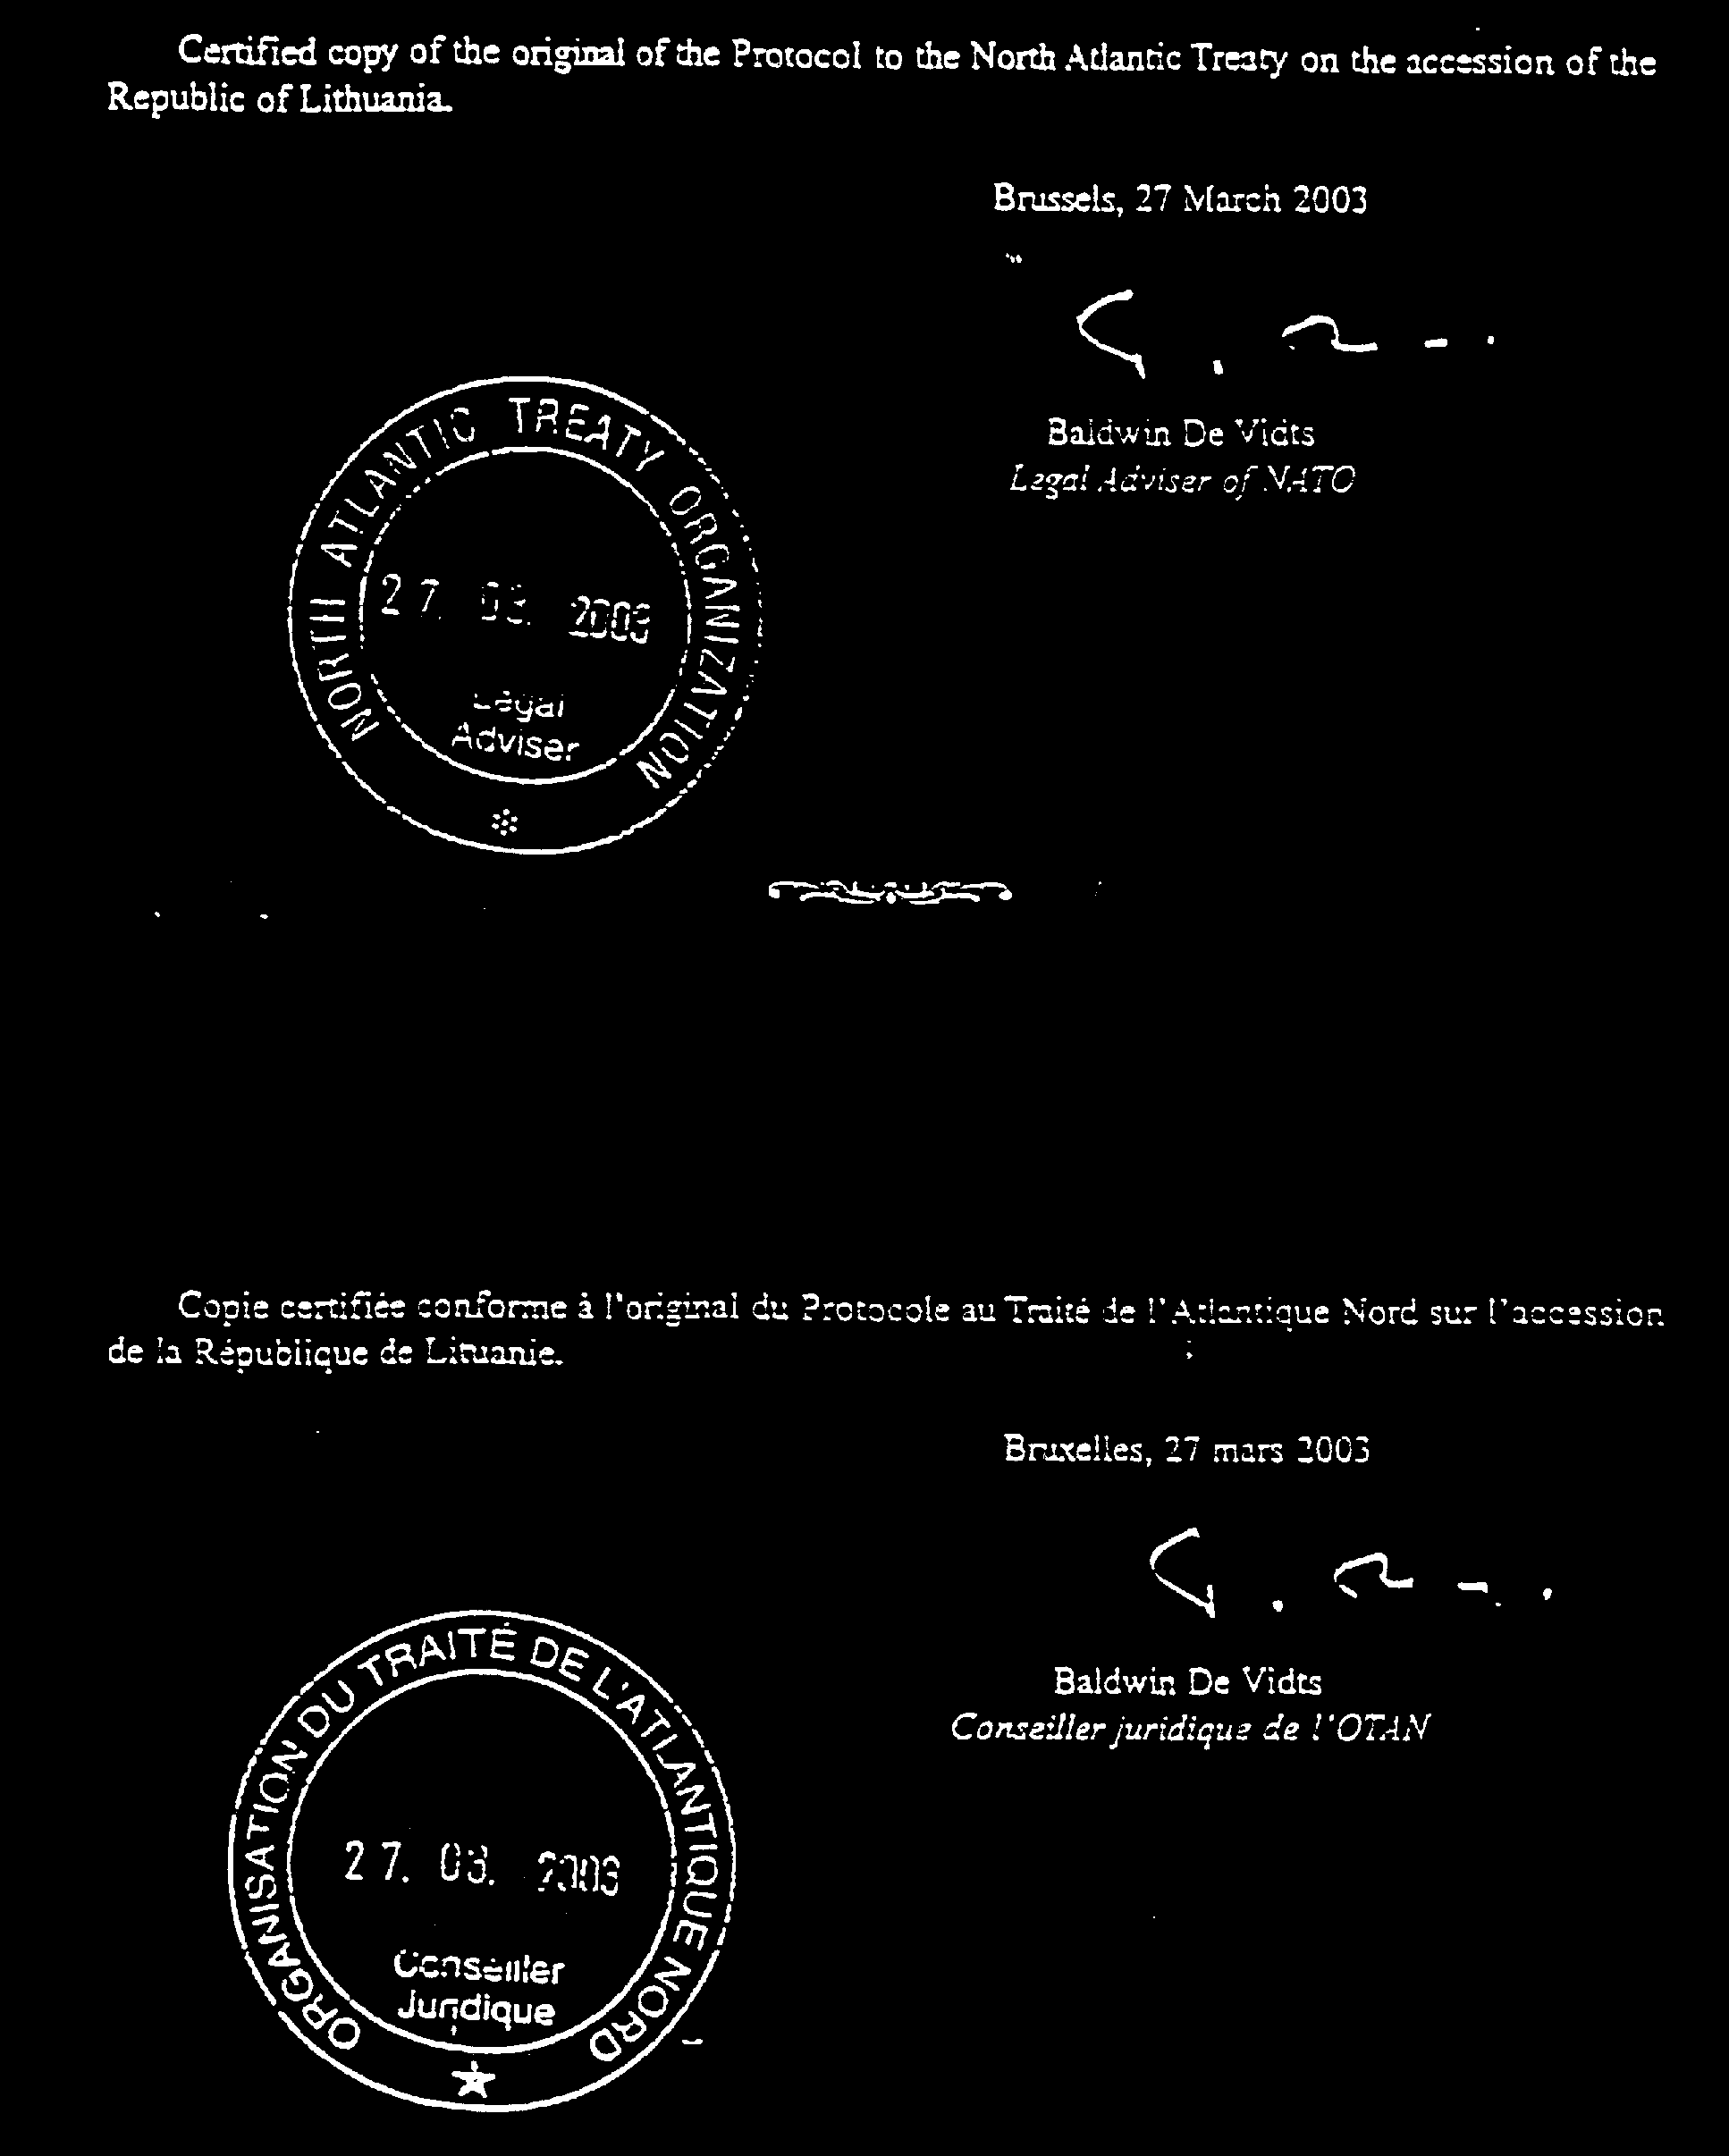 Certified copy of the original of the Protocol to the North Atlantic Treaty on the accession of the
Republic of Lithuania.
Brussels, 27 March 2003
Baldwin De Vidts
Legal Adviser of NATO
NORTH ATLANTIC TREATY ORGANIZATION
27. 03. 2003
Legal
Adviser
Copie certifiée conforme à l'original du Protocole au Traité de l'Atlantique Nord sur l'accession
de la République de Lituanie.
Bruxelles, 27 mars 2003
Baldwin De Vidts
Conseiller juridique de l'OTAN
ORGANISATION DU TRAITÉ DE L'ATLANTIQUE NORD
27. 03. 2003
Conseiller
Juridique